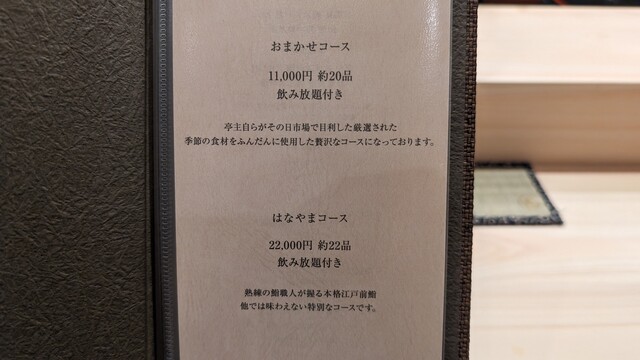 おまかせコース
11,000円 約20品
飲み放題付き
亭主自らがその日市場で目利した厳選された
季節の食材をふんだんに使用した贅沢なコースになっております。
はなやまコース
22,000円 約22品
飲み放題付き
熟練の鮨職人が握る本格江戸前鮨
他では味わえない特別なコースです。